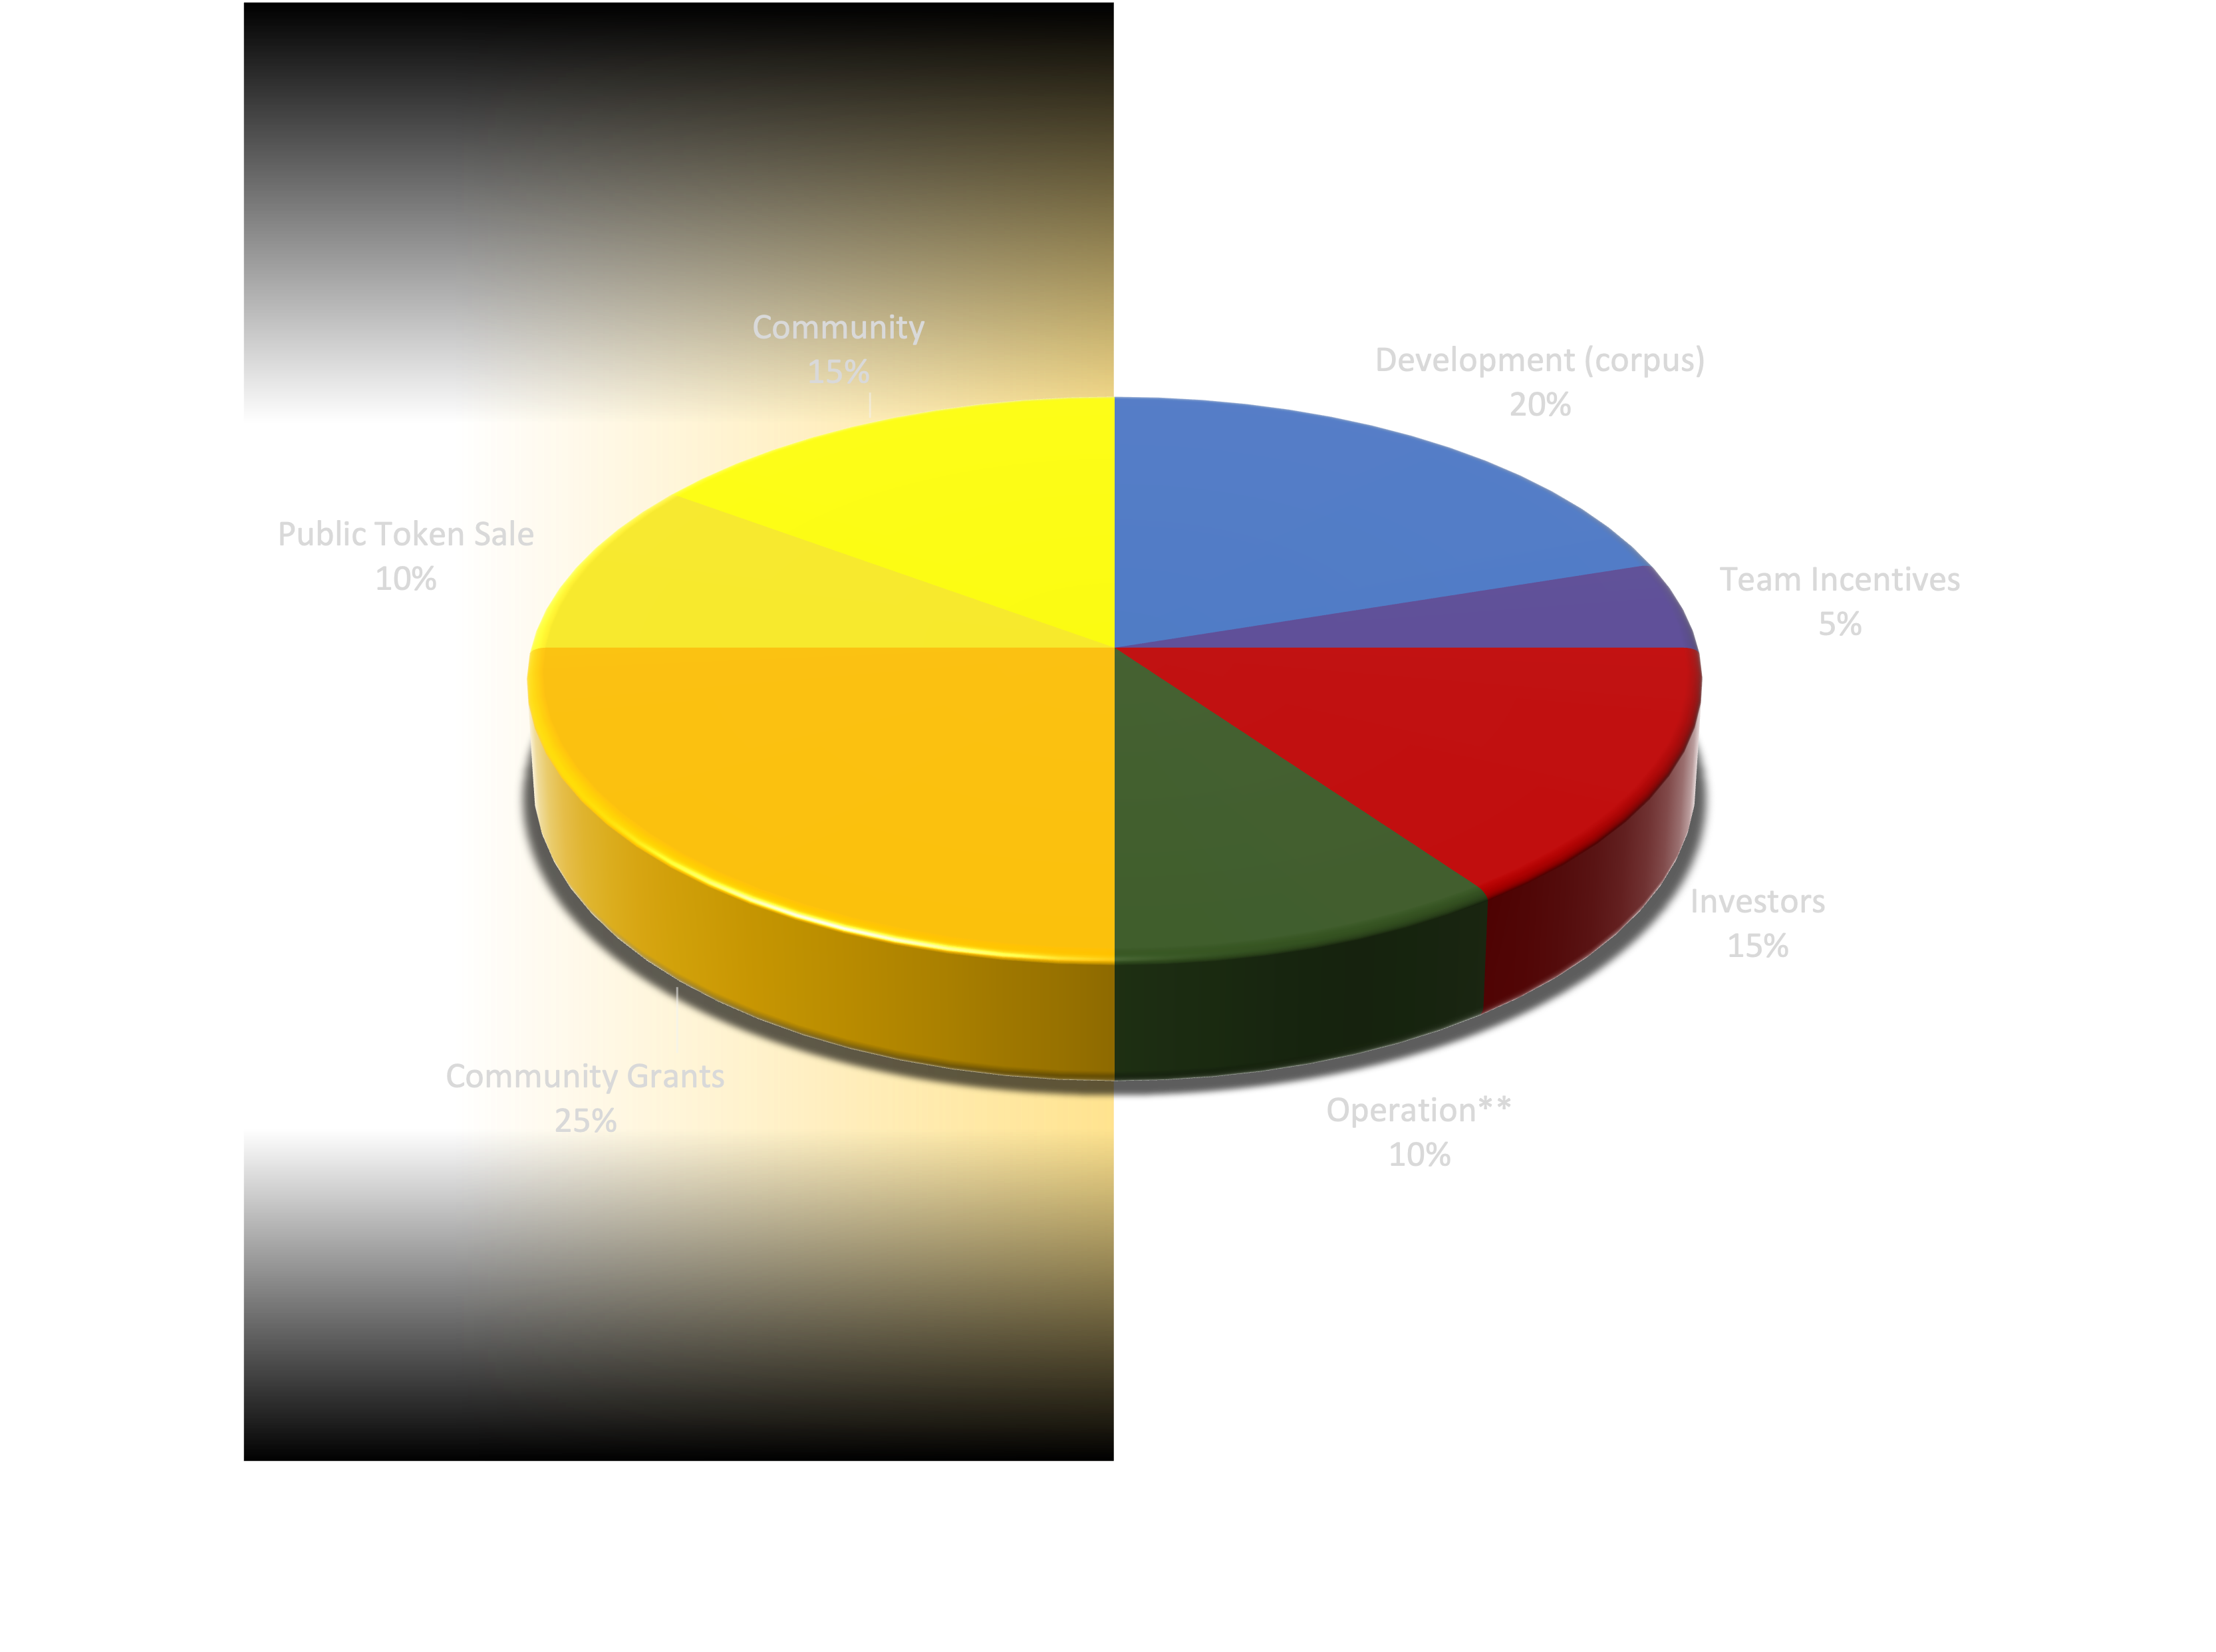 Community
15%
Development (corpus)
20%
Public Token Sale
10%
Team Incentives
5%
Investors
15%
Community Grants
25%
Operation**
10%